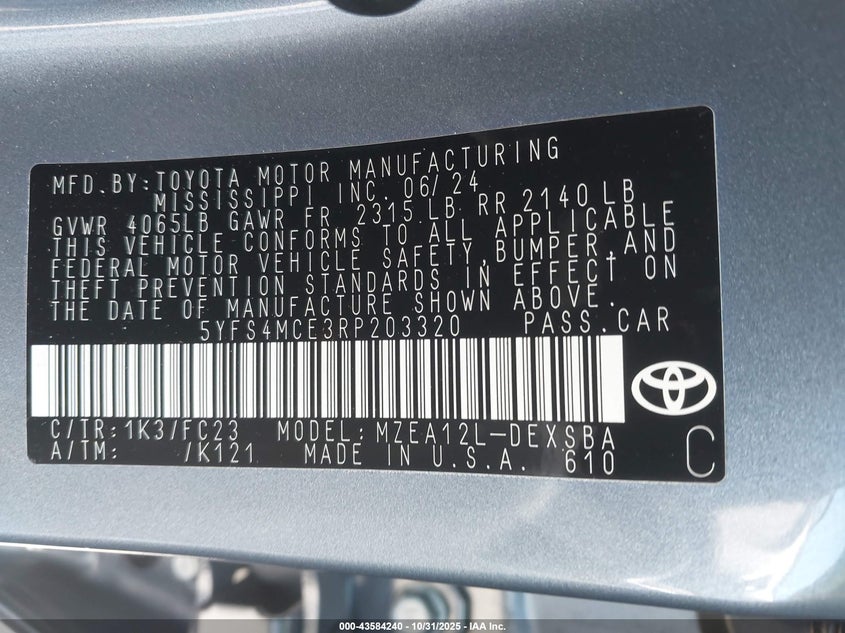 MFD. BY: TOYOTA MOTOR MANUFACTURING
MISSISSIPPI INC. 06/24
GVWR 4065LB GAWR FR 2315 LB RR 2140 LB
THIS VEHICLE CONFORMS TO ALL APPLICABLE
FEDERAL MOTOR VEHICLE SAFETY, BUMPER, AND
THEFT PREVENTION STANDARDS IN EFFECT ON
THE DATE OF MANUFACTURE SHOWN ABOVE.
5YFS4MCE3RP203320 PASS. CAR
C/TR: 1K3/FC23 MODEL: MZEA12L-DEXSBA
A/TM: /K121 MADE IN U.S.A. 610
C
000-43584240 - 10/31/2025 - IAA Inc.